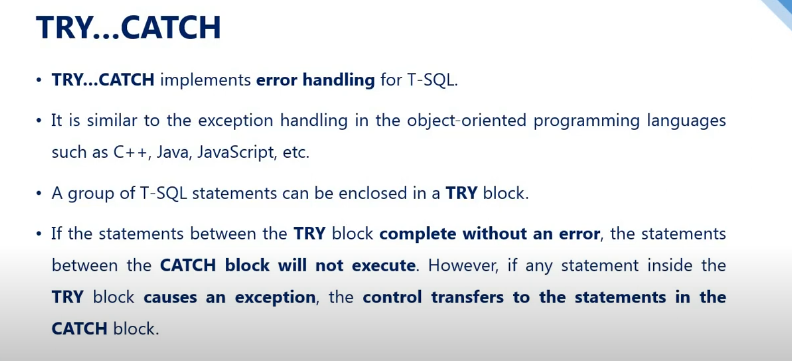 TRY...CATCH
• TRY...CATCH implements error handling for T-SQL.
• It is similar to the exception handling in the object-oriented programming languages
such as C++, Java, JavaScript, etc.
• A group of T-SQL statements can be enclosed in a TRY block.
• If the statements between the TRY block complete without an error, the statements
between the CATCH block will not execute. However, if any statement inside the
TRY block causes an exception, the control transfers to the statements in the
CATCH block.